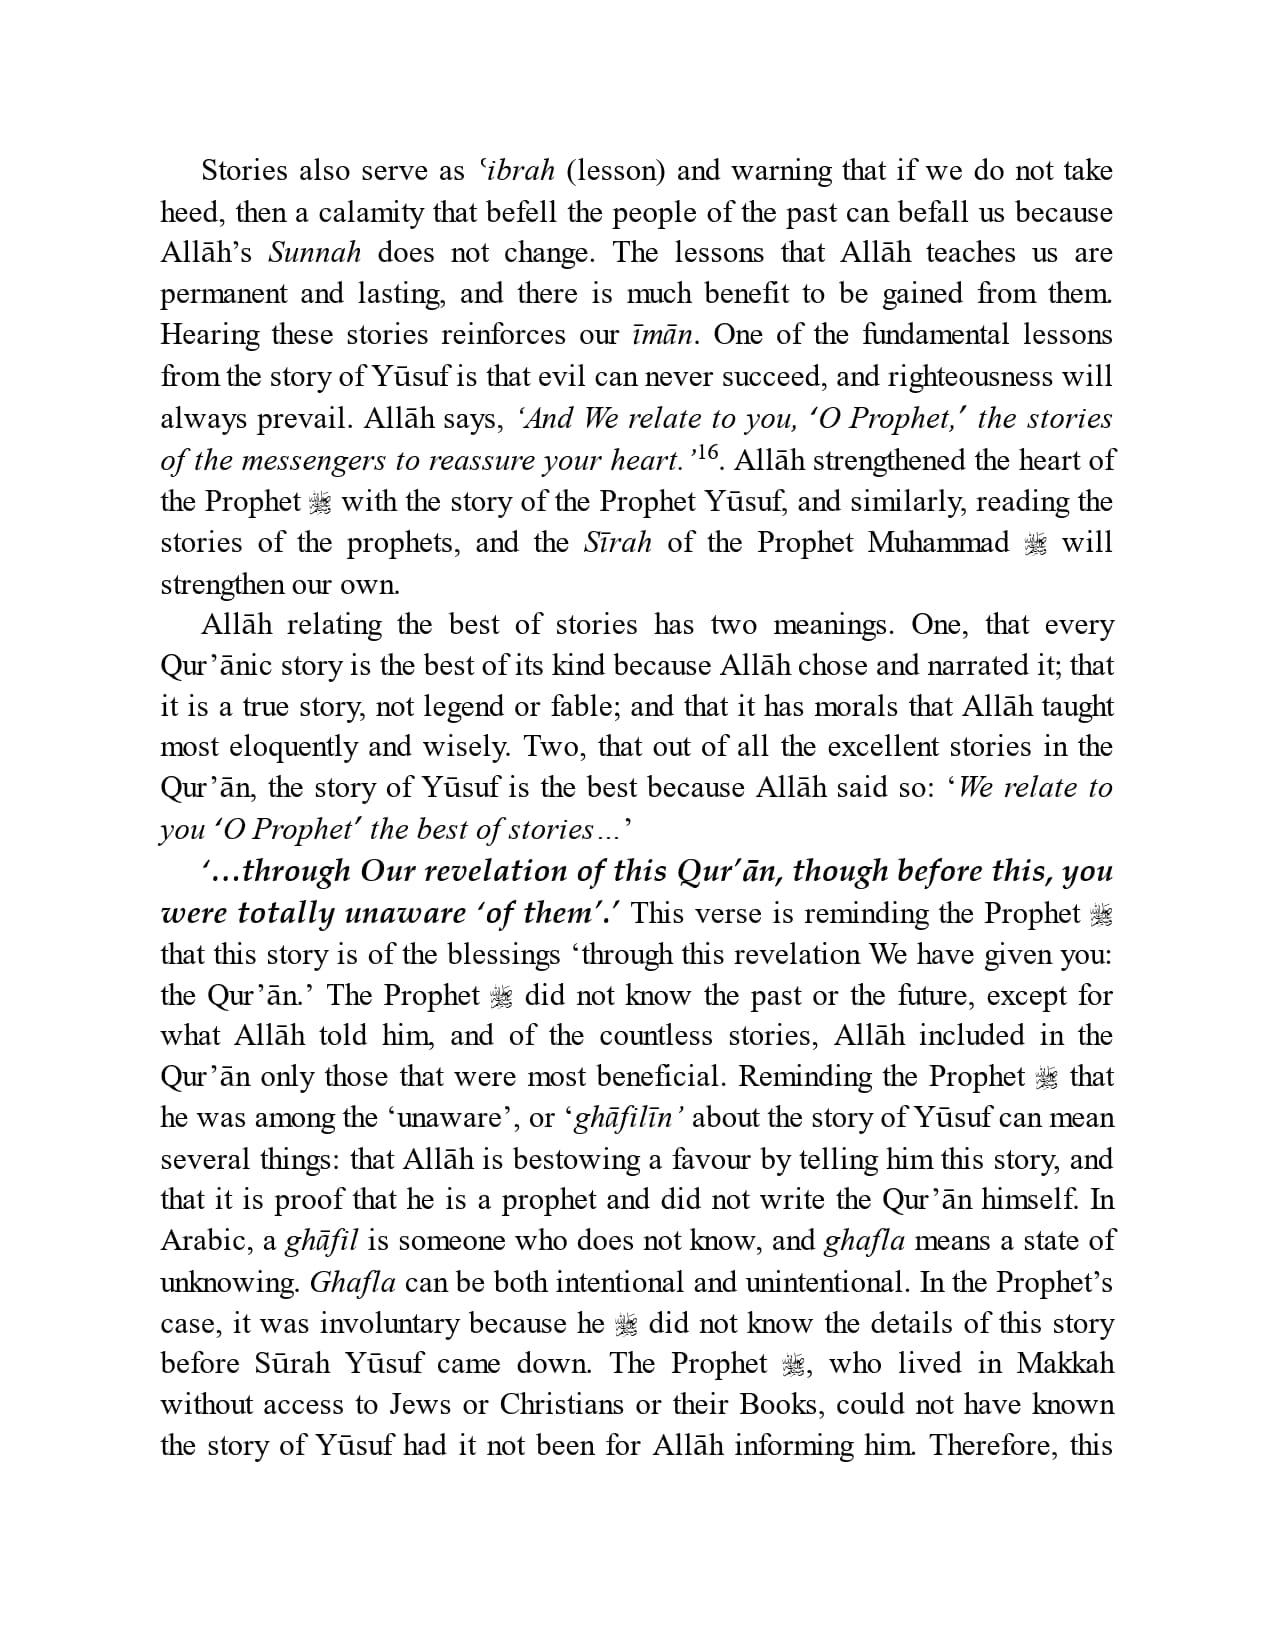 Stories also serve as ʿibrah (lesson) and warning that if we do not take
heed, then a calamity that befell the people of the past can befall us because
Allāh’s Sunnah does not change. The lessons that Allāh teaches us are
permanent and lasting, and there is much benefit to be gained from them.
Hearing these stories reinforces our īmān. One of the fundamental lessons
from the story of Yūsuf is that evil can never succeed, and righteousness will
always prevail. Allāh says, ‘And We relate to you, ‘O Prophet,’ the stories
of the messengers to reassure your heart.’16. Allāh strengthened the heart of
the Prophet ﷺ with the story of the Prophet Yūsuf, and similarly, reading the
stories of the prophets, and the Sīrah of the Prophet Muhammad ﷺ will
strengthen our own.
Allāh relating the best of stories has two meanings. One, that every
Qur’ānic story is the best of its kind because Allāh chose and narrated it; that
it is a true story, not legend or fable; and that it has morals that Allāh taught
most eloquently and wisely. Two, that out of all the excellent stories in the
Qur’ān, the story of Yūsuf is the best because Allāh said so: ‘We relate to
you ‘O Prophet’ the best of stories…’
‘…through Our revelation of this Qur’ān, though before this, you
were totally unaware ‘of them’.’ This verse is reminding the Prophet ﷺ
that this story is of the blessings ‘through this revelation We have given you:
the Qur’ān.’ The Prophet ﷺ did not know the past or the future, except for
what Allāh told him, and of the countless stories, Allāh included in the
Qur’ān only those that were most beneficial. Reminding the Prophet ﷺ that
he was among the ‘unaware’, or ‘ghāfilīn’ about the story of Yūsuf can mean
several things: that Allāh is bestowing a favour by telling him this story, and
that it is proof that he is a prophet and did not write the Qur’ān himself. In
Arabic, a ghāfil is someone who does not know, and ghafla means a state of
unknowing. Ghafla can be both intentional and unintentional. In the Prophet’s
case, it was involuntary because he ﷺ did not know the details of this story
before Sūrah Yūsuf came down. The Prophet ﷺ, who lived in Makkah
without access to Jews or Christians or their Books, could not have known
the story of Yūsuf had it not been for Allāh informing him. Therefore, this